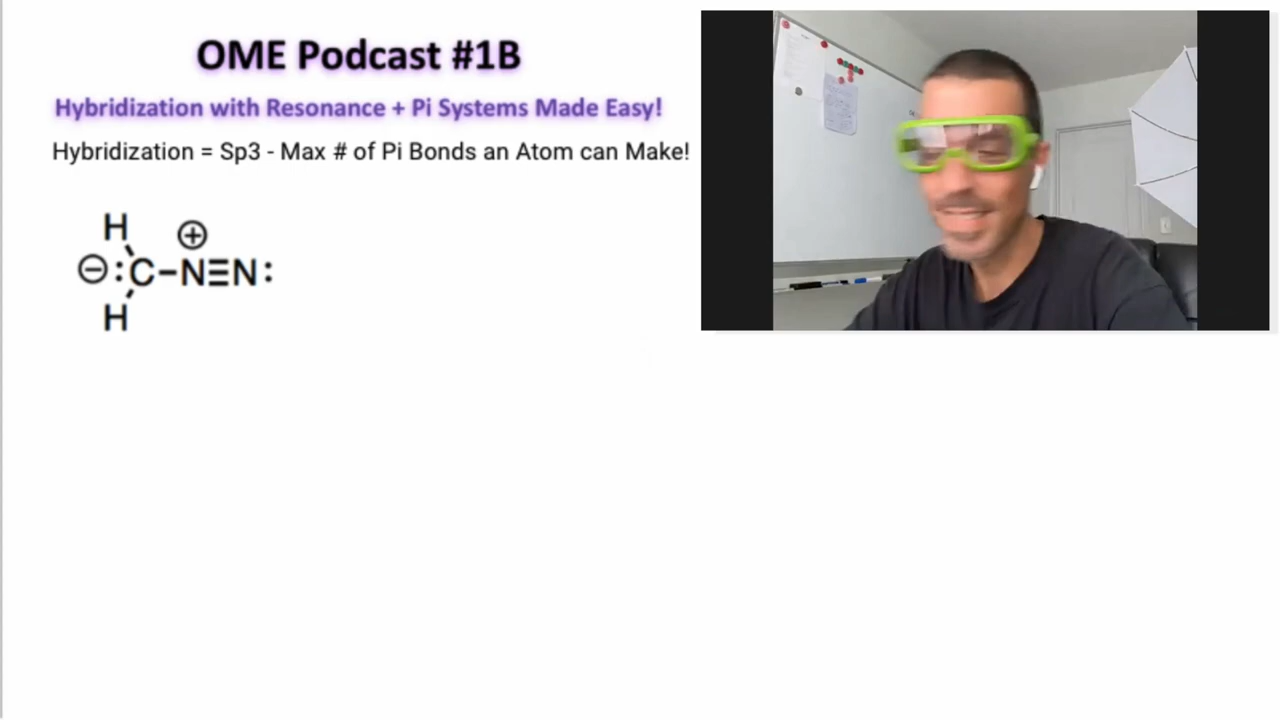 OME Podcast #1B
Hybridization with Resonance + Pi Systems Made Easy!
Hybridization = Sp3 - Max # of Pi Bonds an Atom can Make!
H ⊕
⊖:C-N≡N:
H